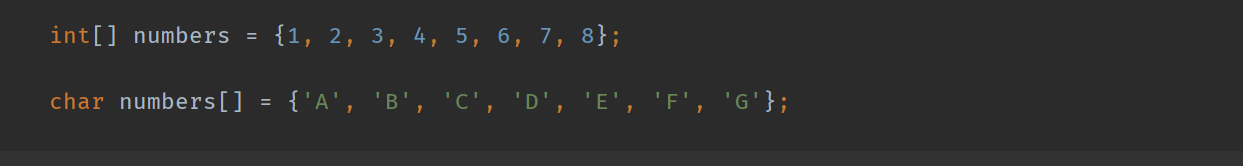 int[] numbers = {1, 2, 3, 4, 5, 6, 7, 8};
char numbers[] = {'A', 'B', 'C', 'D', 'E', 'F', 'G'};